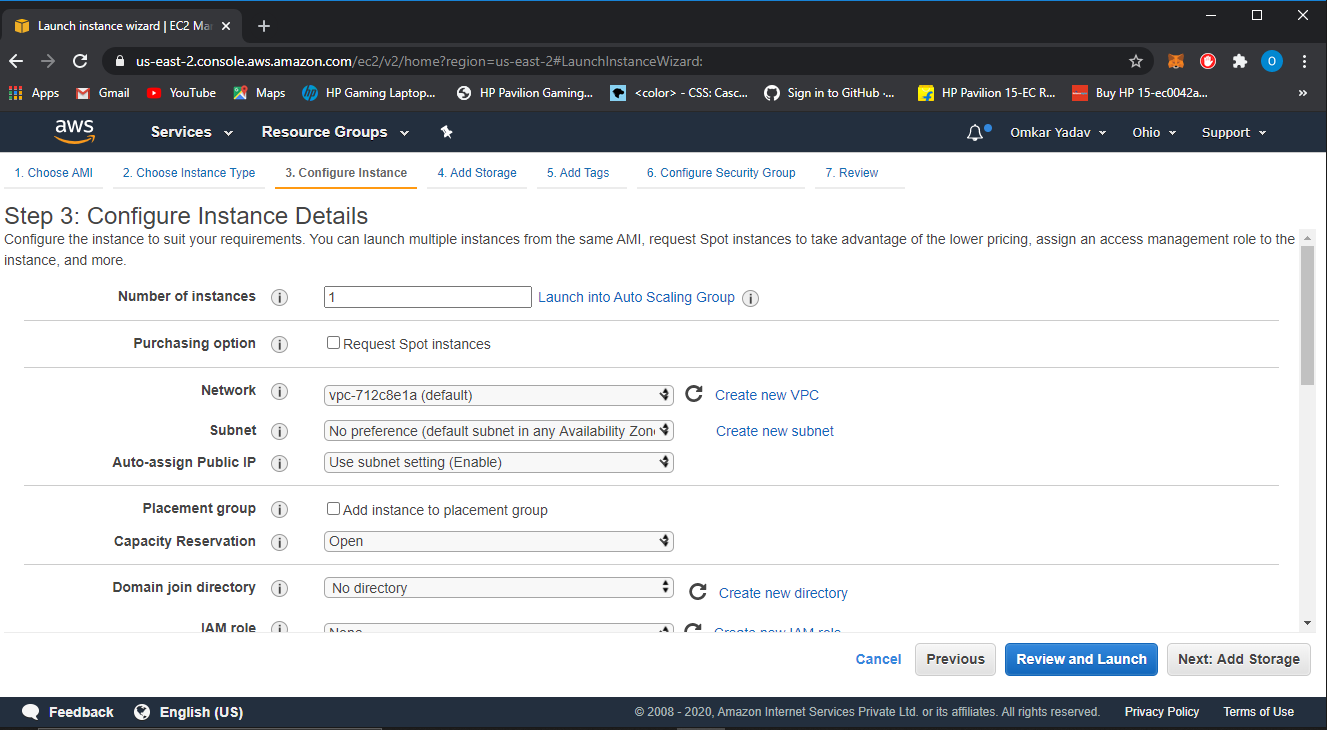 Launch instance wizard | EC2 Ma
us-east-2.console.aws.amazon.com/ec2/v2/home?region=us-east-2#LaunchInstanceWizard:
O
Apps Gmail YouTube Maps HP Gaming Laptop... HP Pavilion Gaming... <color> - CSS: Casc... Sign in to GitHub ·... HP Pavilion 15-EC R... Buy HP 15-ec0042a... »
aws Services Resource Groups Omkar Yadav Ohio Support
1. Choose AMI 2. Choose Instance Type 3. Configure Instance 4. Add Storage 5. Add Tags 6. Configure Security Group 7. Review
Step 3: Configure Instance Details
Configure the instance to suit your requirements. You can launch multiple instances from the same AMI, request Spot instances to take advantage of the lower pricing, assign an access management role to the
instance, and more.
Number of instances i 1 Launch into Auto Scaling Group i
Purchasing option i Request Spot instances
Network i vpc-712c8e1a (default) Create new VPC
Subnet i No preference (default subnet in any Availability Zone Create new subnet
Auto-assign Public IP i Use subnet setting (Enable)
Placement group i Add instance to placement group
Capacity Reservation i Open
Domain join directory i No directory Create new directory
IAM role i None Create new IAM role
Cancel Previous Review and Launch Next: Add Storage
Feedback English (US) © 2008 - 2020, Amazon Internet Services Private Ltd. or its affiliates. All rights reserved. Privacy Policy Terms of Use